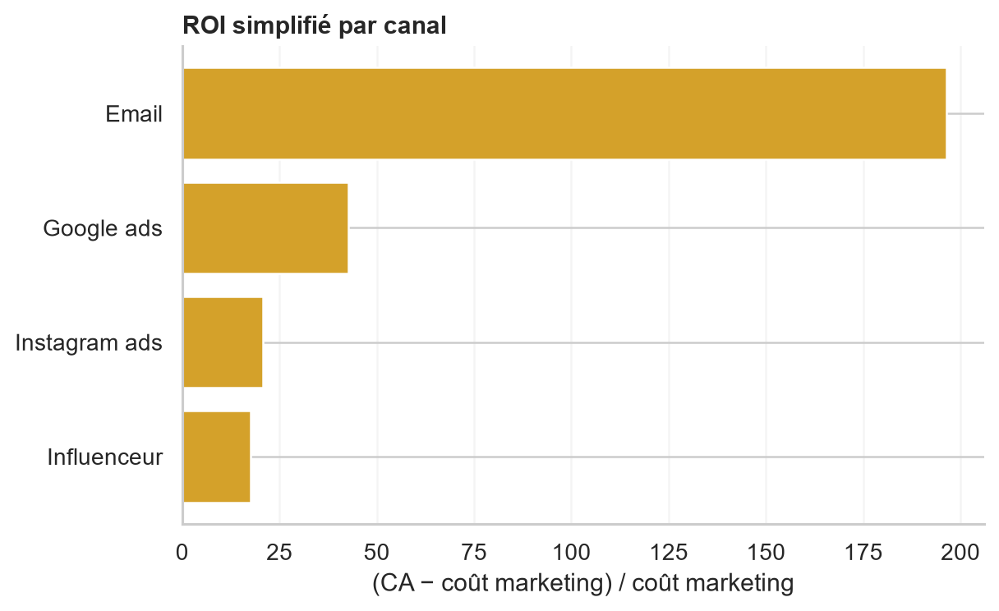 ROI simplifié par canal
Email
Google ads
Instagram ads
Influenceur
0 25 50 75 100 125 150 175 200
(CA − coût marketing) / coût marketing